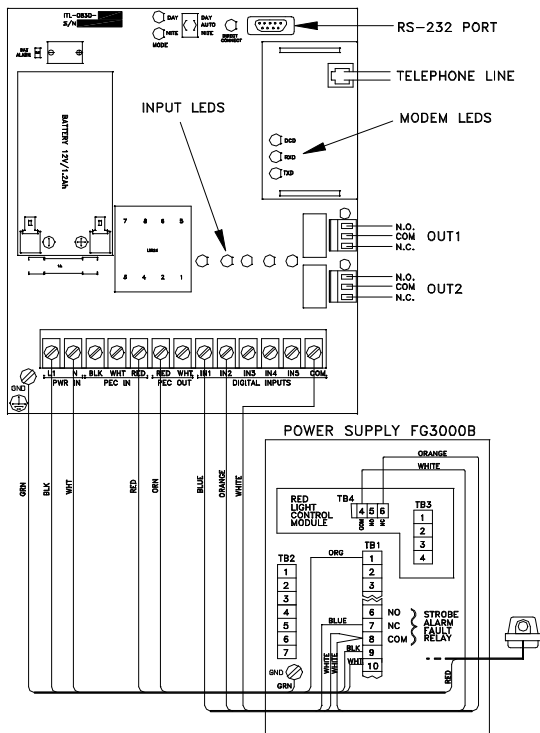 ITL-0830-
S/N
DAY
NITE
MODE
DAY
AUTO
NITE
DIRECT
CONNECT
RS-232 PORT
TELEPHONE LINE
INPUT LEDS
MODEM LEDS
DCD
RXD
TXD
BATTERY 12V/1.2Ah
7 8 6 5
3 4 2 1
N.O.
COM OUT1
N.C.
N.O.
COM OUT2
N.C.
L1 N BLK WHT RED RED WHT IN1 IN2 IN3 IN4 IN5 COM
GND PWR IN PEC IN PEC OUT DIGITAL INPUTS
GRN
BLK
WHT
RED
ORN
BLUE
ORANGE
WHITE
POWER SUPPLY FG3000B
ORANGE
WHITE
RED
LIGHT
CONTROL
MODULE
TB4
4 5 6
COM
NO
NC
TB3
1
2
3
4
TB2
1
2
3
4
5
6
7
ORG
TB1
1
2
3
6 NO
7 NC
8 COM
9
10
STROBE
ALARM
FAULT
RELAY
BLUE
WHITE
WHITE
BLK
WHT
GND
GRN
RED